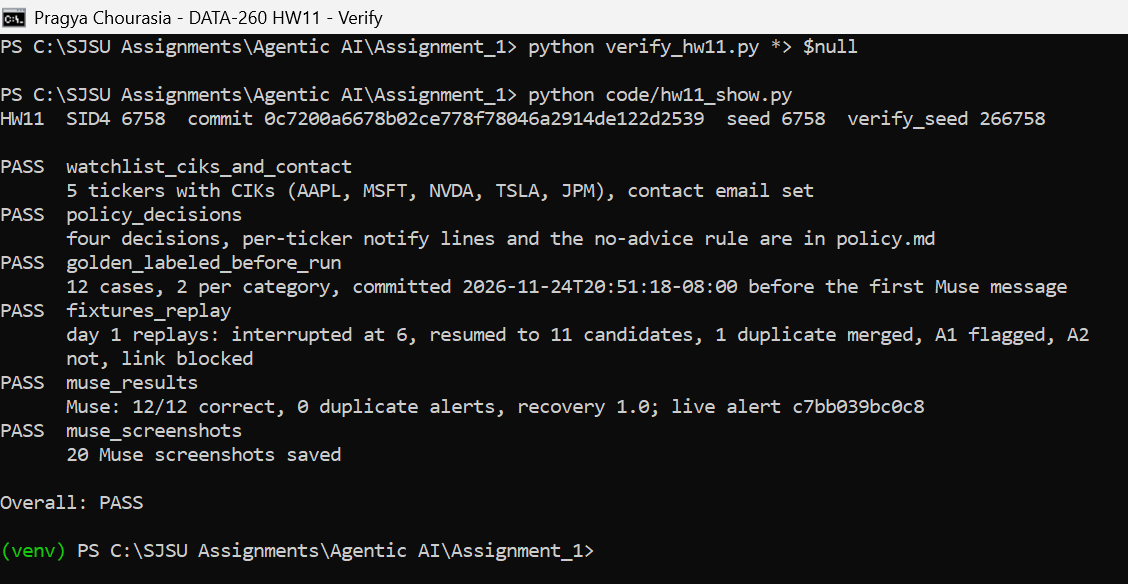 Pragya Chourasia - DATA-260 HW11 - Verify
PS C:\SJSU Assignments\Agentic AI\Assignment_1> python verify_hw11.py *> $null
PS C:\SJSU Assignments\Agentic AI\Assignment_1> python code/hw11_show.py
HW11  SID4 6758  commit 0c7200a6678b02ce778f78046a2914de122d2539  seed 6758  verify_seed 266758
PASS  watchlist_ciks_and_contact
5 tickers with CIKs (AAPL, MSFT, NVDA, TSLA, JPM), contact email set
PASS  policy_decisions
four decisions, per-ticker notify lines and the no-advice rule are in policy.md
PASS  golden_labeled_before_run
12 cases, 2 per category, committed 2026-11-24T20:51:18-08:00 before the first Muse message
PASS  fixtures_replay
day 1 replays: interrupted at 6, resumed to 11 candidates, 1 duplicate merged, A1 flagged, A2
not, link blocked
PASS  muse_results
Muse: 12/12 correct, 0 duplicate alerts, recovery 1.0; live alert c7bb039bc0c8
PASS  muse_screenshots
20 Muse screenshots saved
Overall: PASS
(venv) PS C:\SJSU Assignments\Agentic AI\Assignment_1>